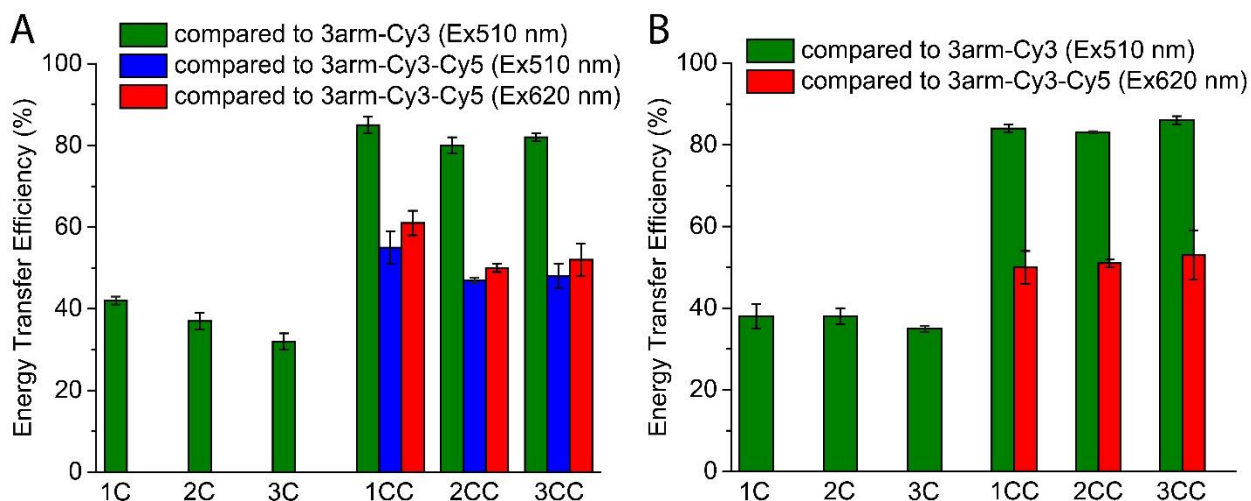 A
compared to 3arm-Cy3 (Ex510 nm)
compared to 3arm-Cy3-Cy5 (Ex510 nm)
compared to 3arm-Cy3-Cy5 (Ex620 nm)
Energy Transfer Efficiency (%)
100
80
60
40
20
0
1C 2C 3C 1CC 2CC 3CC
B
compared to 3arm-Cy3 (Ex510 nm)
compared to 3arm-Cy3-Cy5 (Ex620 nm)
Energy Transfer Efficiency (%)
100
80
60
40
20
0
1C 2C 3C 1CC 2CC 3CC